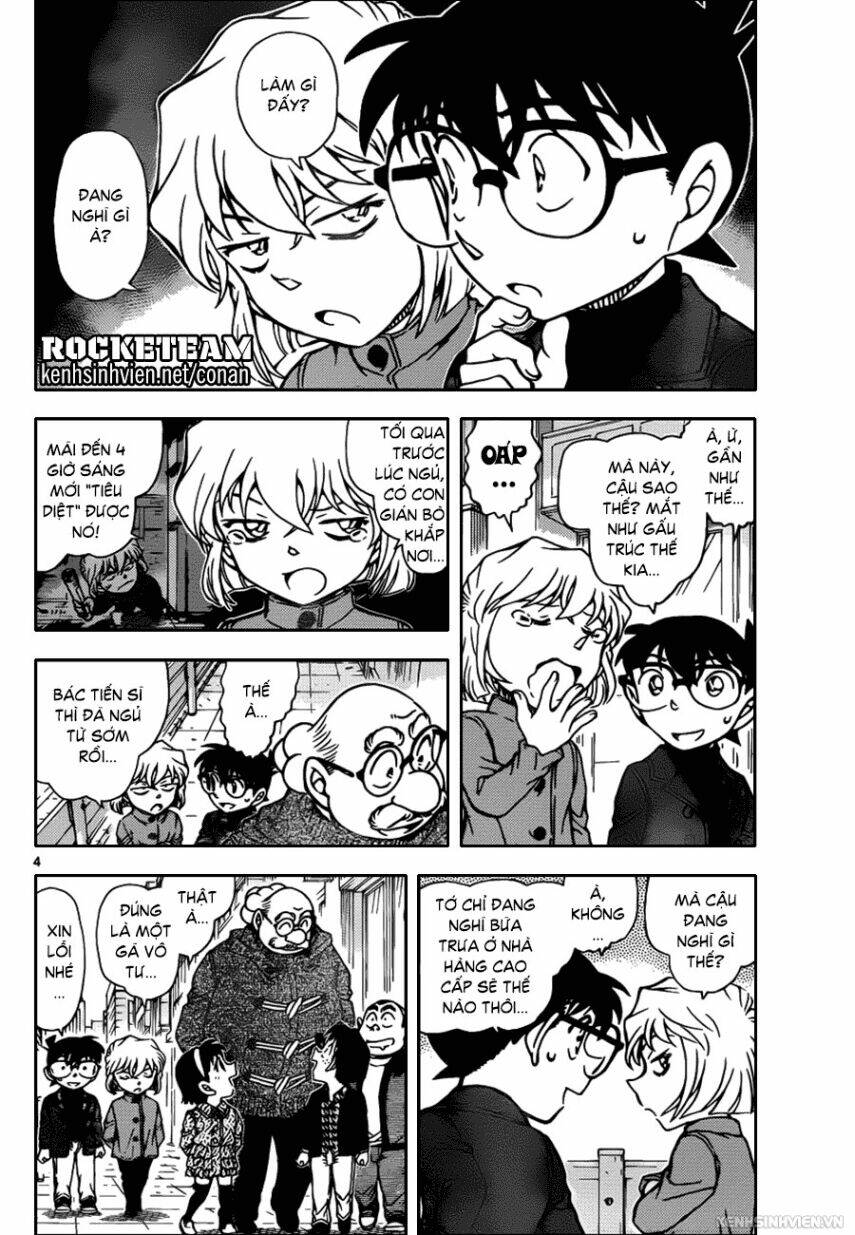 LÀM GÌ
ĐẤY?
ĐANG
NGHĨ GÌ
À?
ROCKETEAM
kenhsinhvien.net/conan
À, Ừ,
GẦN
NHƯ
THẾ...
MÀ NÀY,
CẬU SAO
THẾ? MẮT
NHƯ GẤU
TRÚC THẾ
KIA...
OÁP
...
TỐI QUA
TRƯỚC
LÚC NGỦ,
CÓ CON
GIÁN BÒ
KHẮP
NƠI...
MÃI ĐẾN 4
GIỜ SÁNG
MỚI "TIÊU
DIỆT" ĐƯỢC
NÓ!
THẾ
À...
BÁC TIẾN SĨ
THÌ ĐÃ NGỦ
TỪ SỚM
RỒI...
4
MÀ CẬU
ĐANG
NGHĨ GÌ
THẾ?
À,
KHÔNG
...
TỚ CHỈ ĐANG
NGHĨ BỮA
TRƯA Ở NHÀ
HÀNG CAO
CẤP SẼ THẾ
NÀO THÔI...
THẬT
À...
ĐÚNG
LÀ MỘT
GÃ VÔ
TƯ...
XIN
LỖI
NHÉ
...
KENHSINHVIEN.VN